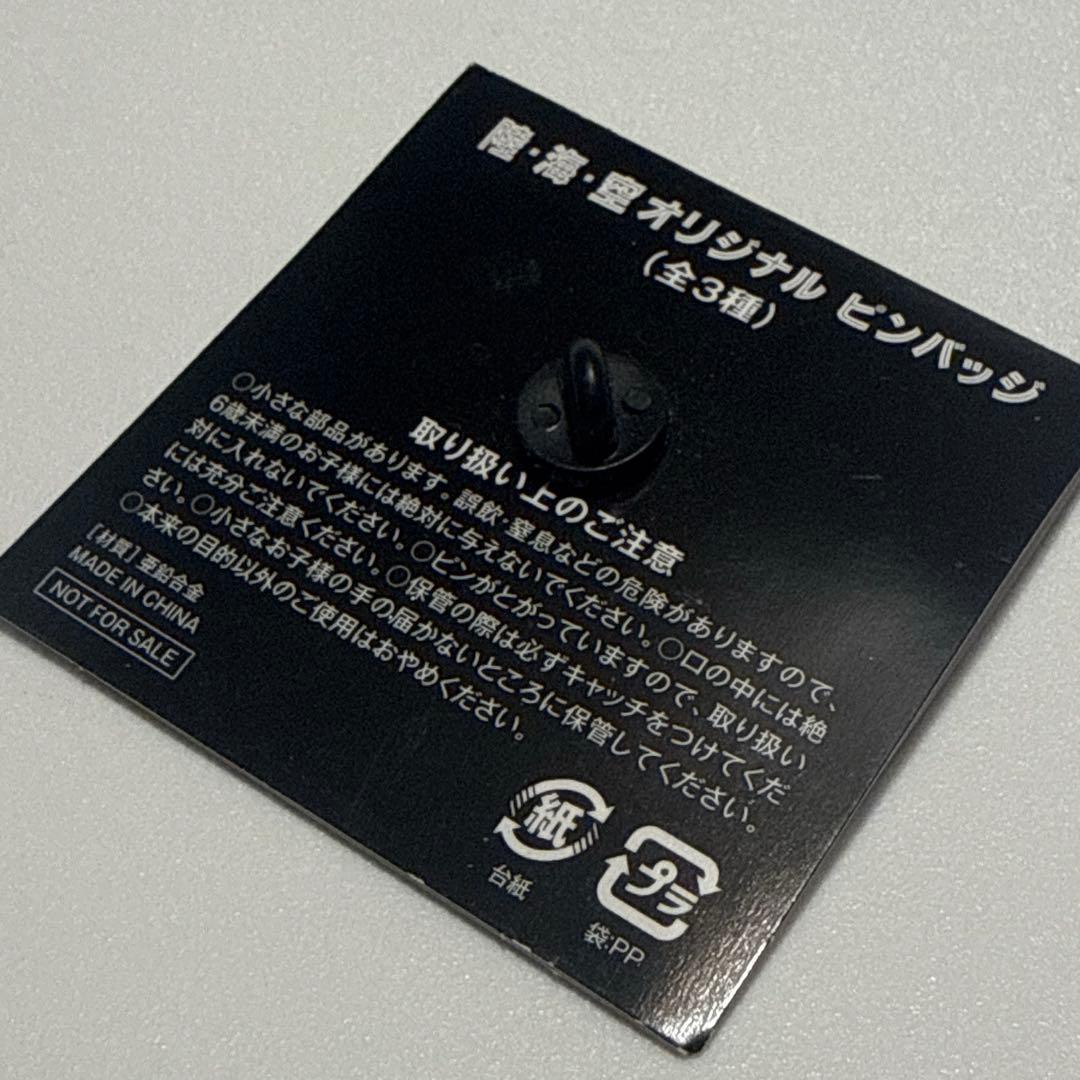 陸・海・空オリジナル ピンバッジ
（全3種）
取り扱い上のご注意
○小さな部品があります。誤飲・窒息などの危険がありますので、
6歳未満のお子様には絶対に与えないでください。○口の中には絶
対に入れないでください。○ピンがとがっていますので、取り扱い
には充分ご注意ください。○保管の際は必ずキャッチをつけてくだ
さい。○小さなお子様の手の届かないところに保管してください。
○本来の目的以外のご使用はおやめください。
［材質］亜鉛合金
MADE IN CHINA
NOT FOR SALE
紙
台紙
プラ
袋:PP